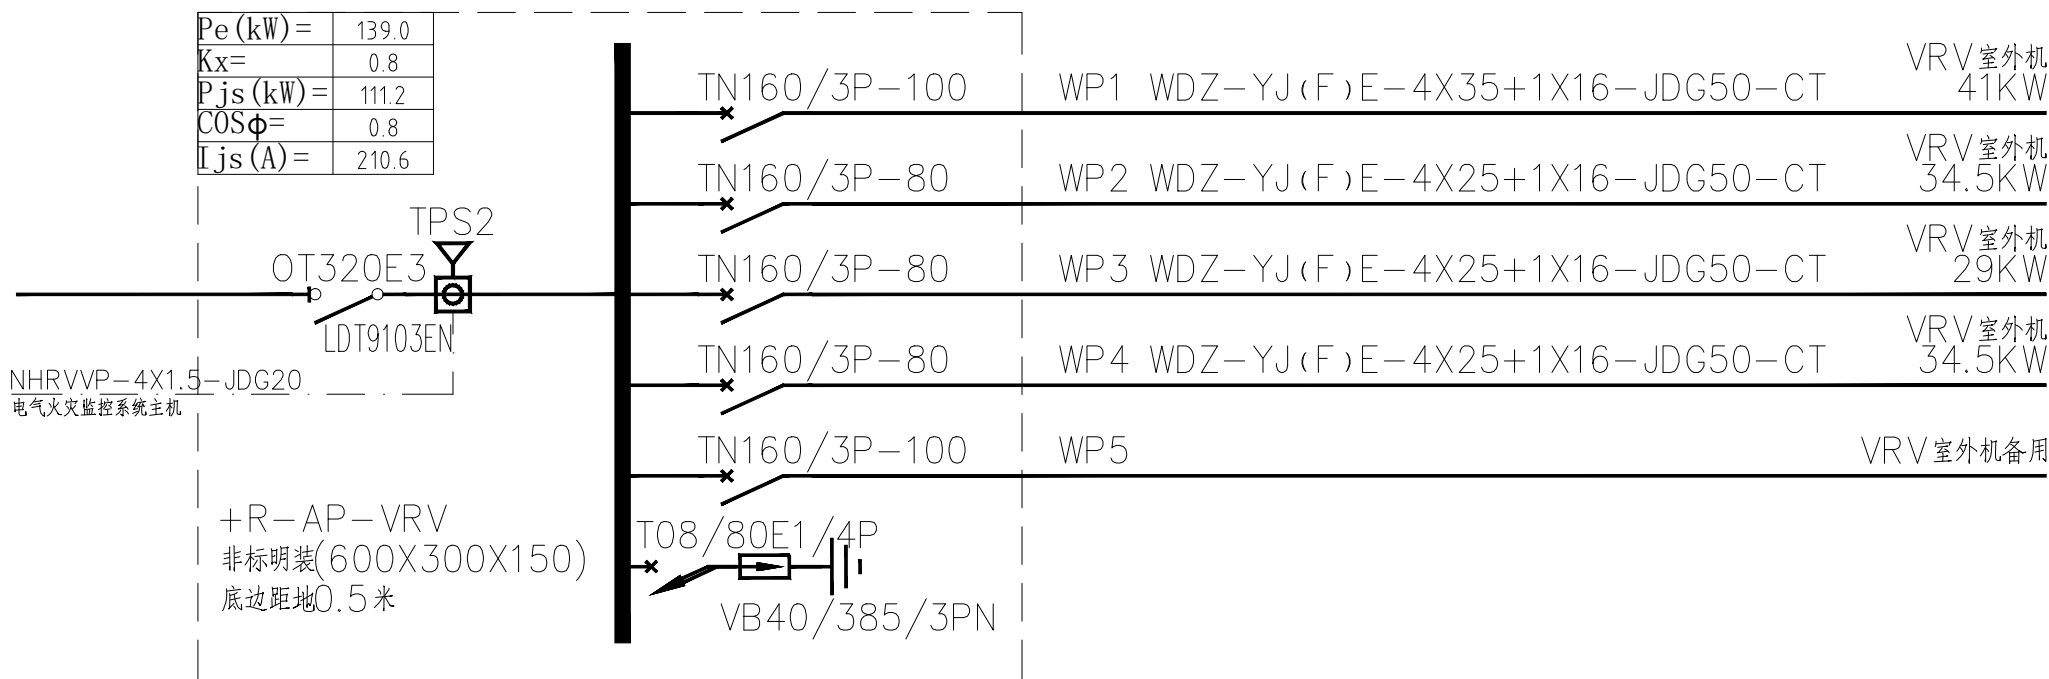 Pe(kW)= 139.0
Kx= 0.8
Pjs(kW)= 111.2
COSφ= 0.8
Ijs(A)= 210.6
TPS2
OT320E3
LDT9103EN
NHRVVP-4X1.5-JDG20
电气火灾监控系统主机
+R-AP-VRV
非标明装(600X300X150)
底边距地0.5米
TN160/3P-100 WP1 WDZ-YJ(F)E-4X35+1X16-JDG50-CT VRV室外机
41KW
TN160/3P-80 WP2 WDZ-YJ(F)E-4X25+1X16-JDG50-CT VRV室外机
34.5KW
TN160/3P-80 WP3 WDZ-YJ(F)E-4X25+1X16-JDG50-CT VRV室外机
29KW
TN160/3P-80 WP4 WDZ-YJ(F)E-4X25+1X16-JDG50-CT VRV室外机
34.5KW
TN160/3P-100 WP5 VRV室外机备用
T08/80E1/4P
VB40/385/3PN